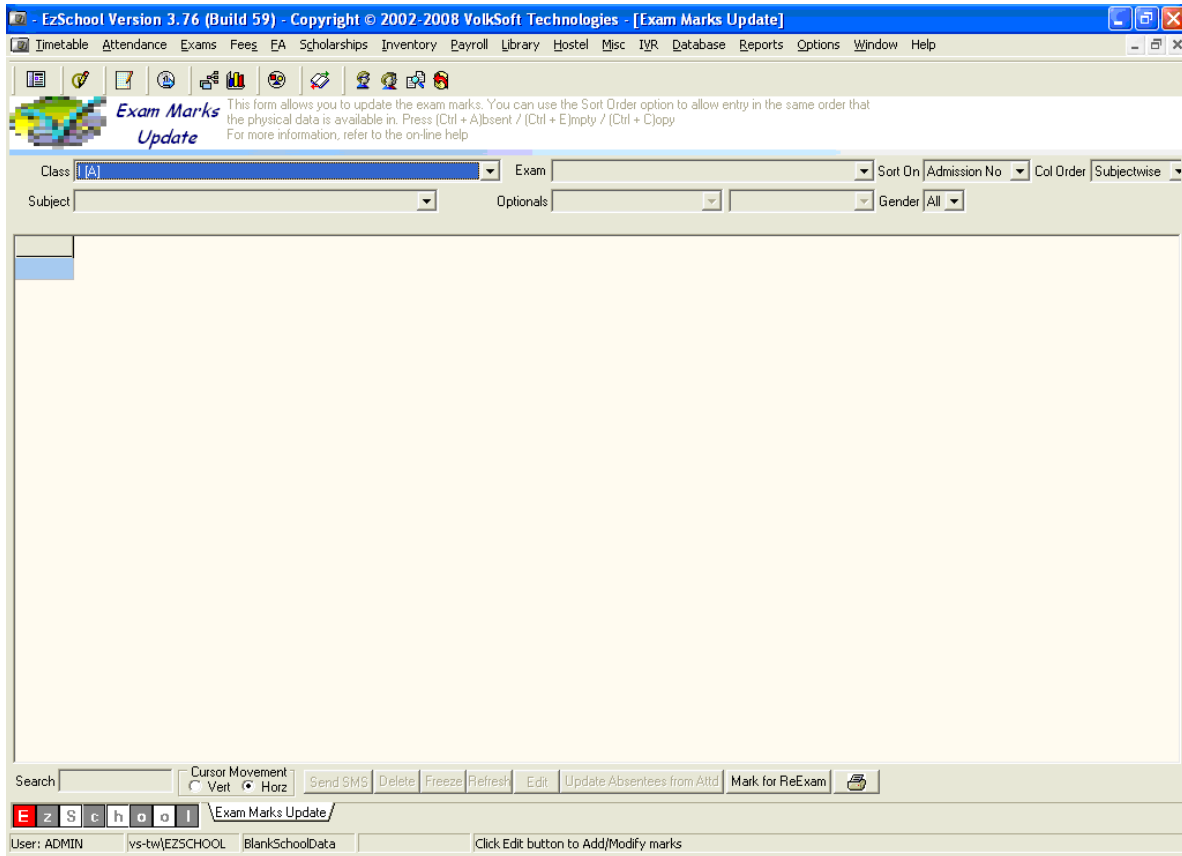 - EzSchool Version 3.76 (Build 59) - Copyright © 2002-2008 VolkSoft Technologies - [Exam Marks Update]
Timetable Attendance Exams Fees FA Scholarships Inventory Payroll Library Hostel Misc IVR Database Reports Options Window Help
Exam Marks Update
This form allows you to update the exam marks. You can use the Sort Order option to allow entry in the same order that
the physical data is available in. Press (Ctrl + A)bsent / (Ctrl + E)mpty / (Ctrl + C)opy
For more information, refer to the on-line help
Class I [A] Exam Sort On Admission No Col Order Subjectwise
Subject Optionals Gender All
Search Cursor Movement Vert Horz Send SMS Delete Freeze Refresh Edit Update Absentees from Attd Mark for ReExam
E z S c h o o l Exam Marks Update
User: ADMIN vs-tw\EZSCHOOL BlankSchoolData Click Edit button to Add/Modify marks